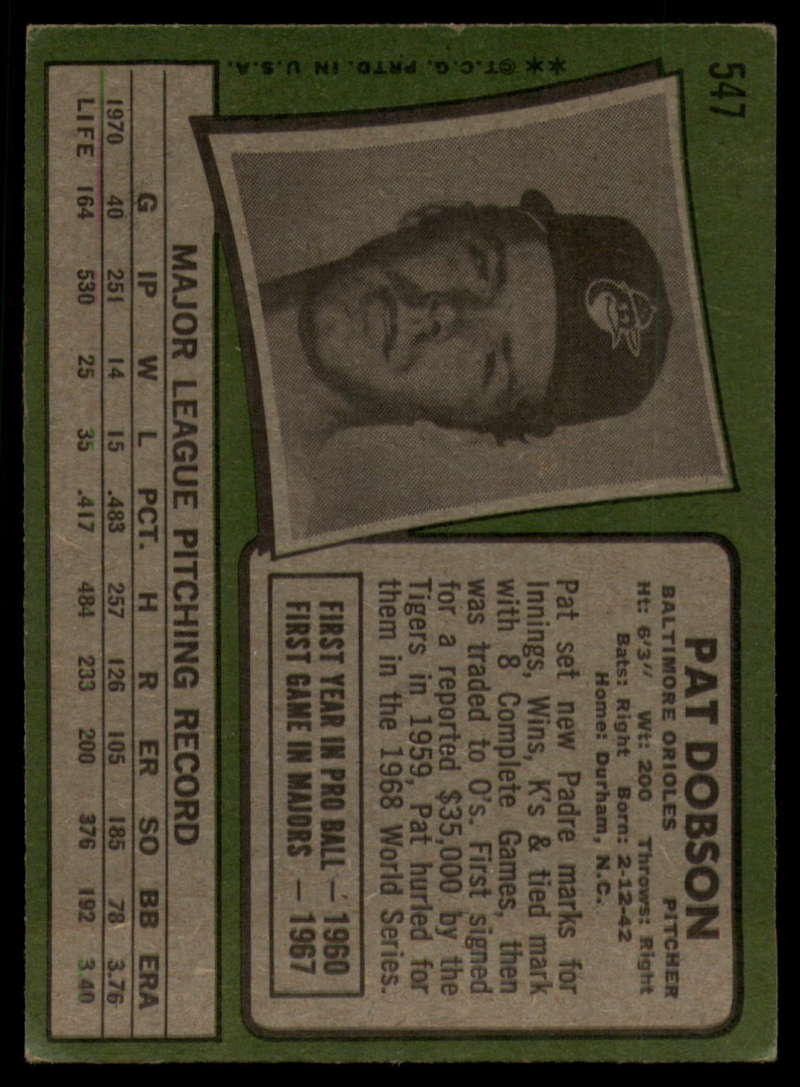 547
**©T.C.G. PRTD. IN U.S.A.
PAT DOBSON
BALTIMORE ORIOLES PITCHER
Ht: 6'3" Wt: 200 Throws: Right
Bats: Right Born: 2-12-42
Home: Durham, N.C.
Pat set new Padre marks for
Innings, Wins, K's & tied mark
with 8 Complete Games, then
was traded to O's. First signed
for a reported $35,000 by the
Tigers in 1959, Pat hurled for
them in the 1968 World Series.
FIRST YEAR IN PRO BALL — 1960
FIRST GAME IN MAJORS — 1967
MAJOR LEAGUE PITCHING RECORD
G IP W L PCT. H R ER SO BB ERA
1970 40 251 14 15 .483 257 126 105 185 78 3.76
LIFE 164 530 25 35 .417 484 233 200 376 192 3.40